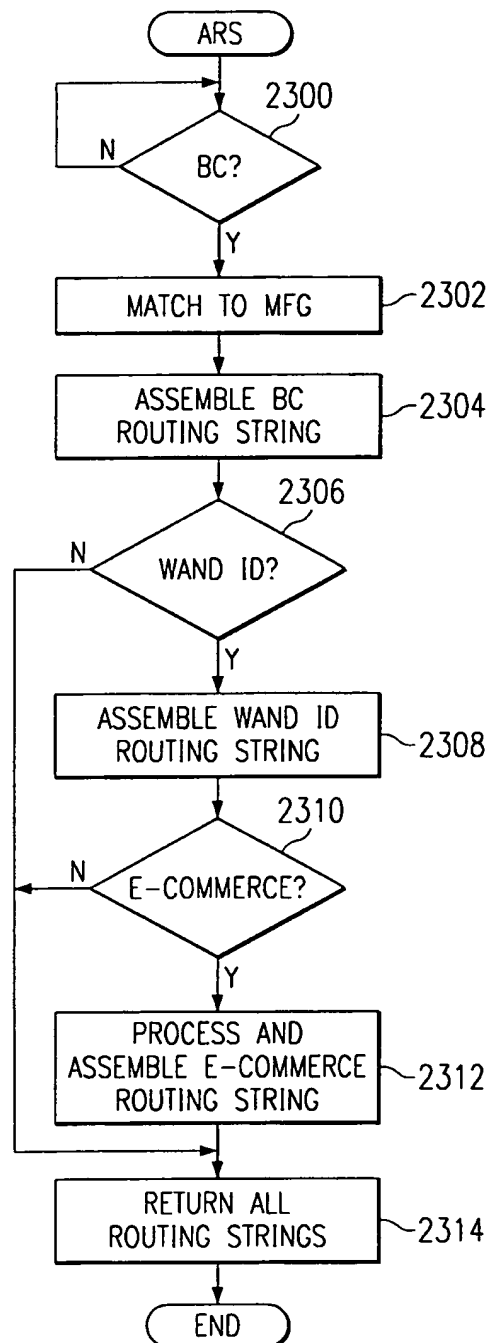 ARS
2300
N
BC?
Y
MATCH TO MFG
2302
ASSEMBLE BC
ROUTING STRING
2304
2306
N
WAND ID?
Y
ASSEMBLE WAND ID
ROUTING STRING
2308
2310
N
E-COMMERCE?
Y
PROCESS AND
ASSEMBLE E-COMMERCE
ROUTING STRING
2312
RETURN ALL
ROUTING STRINGS
2314
END